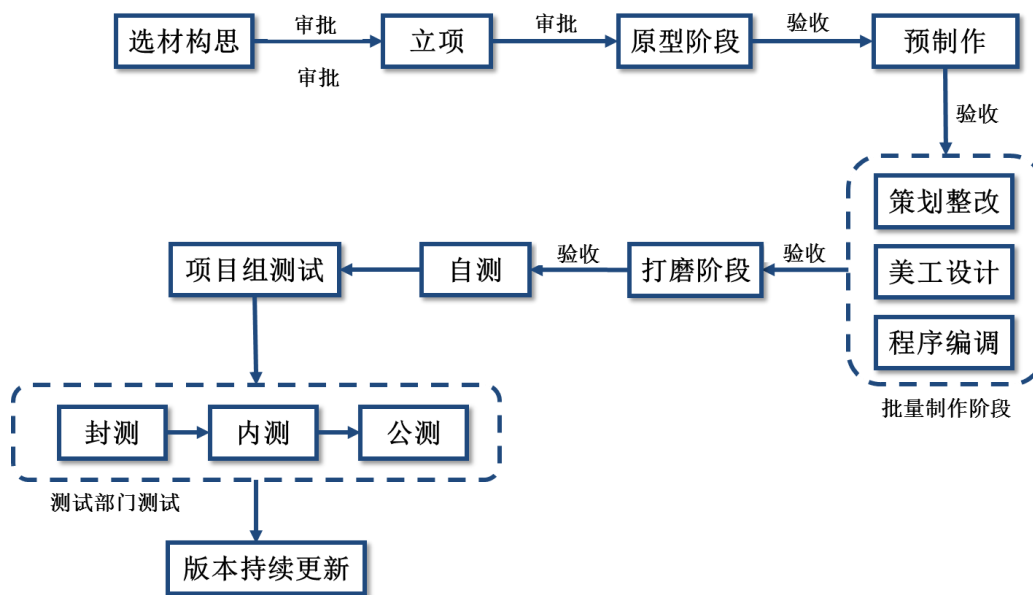 选材构思
审批
立项
审批
原型阶段
验收
预制作
审批
验收
策划整改
美工设计
程序编调
批量制作阶段
验收
打磨阶段
验收
自测
项目组测试
封测
内测
公测
测试部门测试
版本持续更新